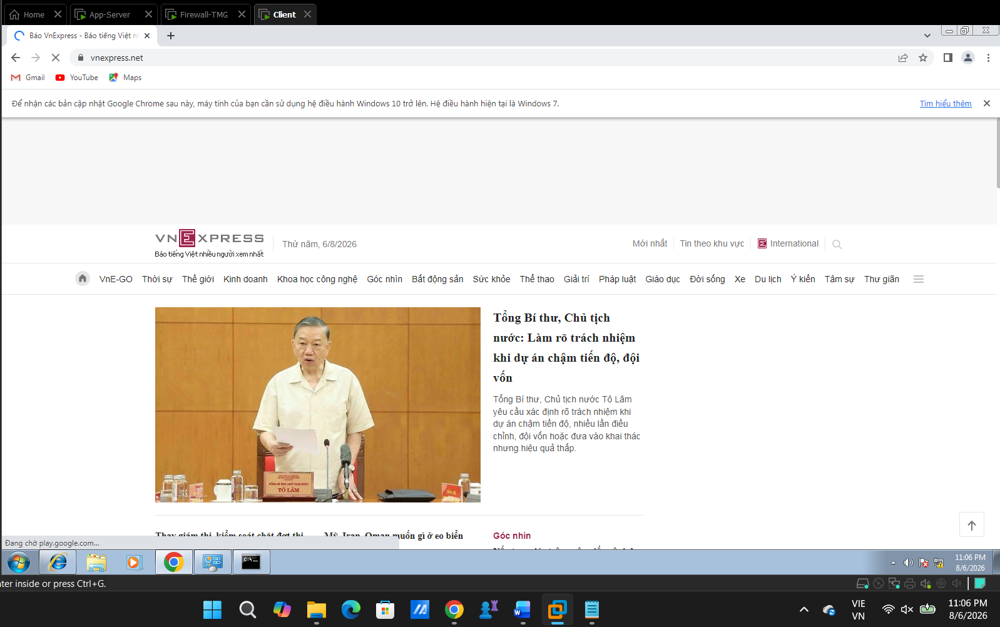 Home
App-Server
Firewall-TMG
Client
Báo VnExpress - Báo tiếng Việt nh
vnexpress.net
Gmail
YouTube
Maps
Để nhận các bản cập nhật Google Chrome sau này, máy tính của bạn cần sử dụng hệ điều hành Windows 10 trở lên. Hệ điều hành hiện tại là Windows 7.
Tìm hiểu thêm
VNEXPRESS
Báo tiếng Việt nhiều người xem nhất
Thứ năm, 6/8/2026
Mới nhất
Tin theo khu vực
E International
VnE-GO
Thời sự
Thế giới
Kinh doanh
Khoa học công nghệ
Góc nhìn
Bất động sản
Sức khỏe
Thể thao
Giải trí
Pháp luật
Giáo dục
Đời sống
Xe
Du lịch
Ý kiến
Tâm sự
Thư giãn
Tổng Bí thư, Chủ tịch
nước: Làm rõ trách nhiệm
khi dự án chậm tiến độ, đội
vốn
Tổng Bí thư, Chủ tịch nước Tô Lâm
yêu cầu xác định rõ trách nhiệm khi
dự án chậm tiến độ, nhiều lần điều
chỉnh, đội vốn hoặc đưa vào khai thác
nhưng hiệu quả thấp.
TỔNG BÍ THƯ, CHỦ TỊCH NƯỚC
TÔ LÂM
Thay giám thị, kiểm soát chặt đợt thi
Mỹ, Iran, Oman muốn gì ở eo biển
Góc nhìn
Đang chờ play.google.com...
C:\_
11:06 PM
8/6/2026
nter inside or press Ctrl+G.
W
VIE
VN
11:06 PM
8/6/2026